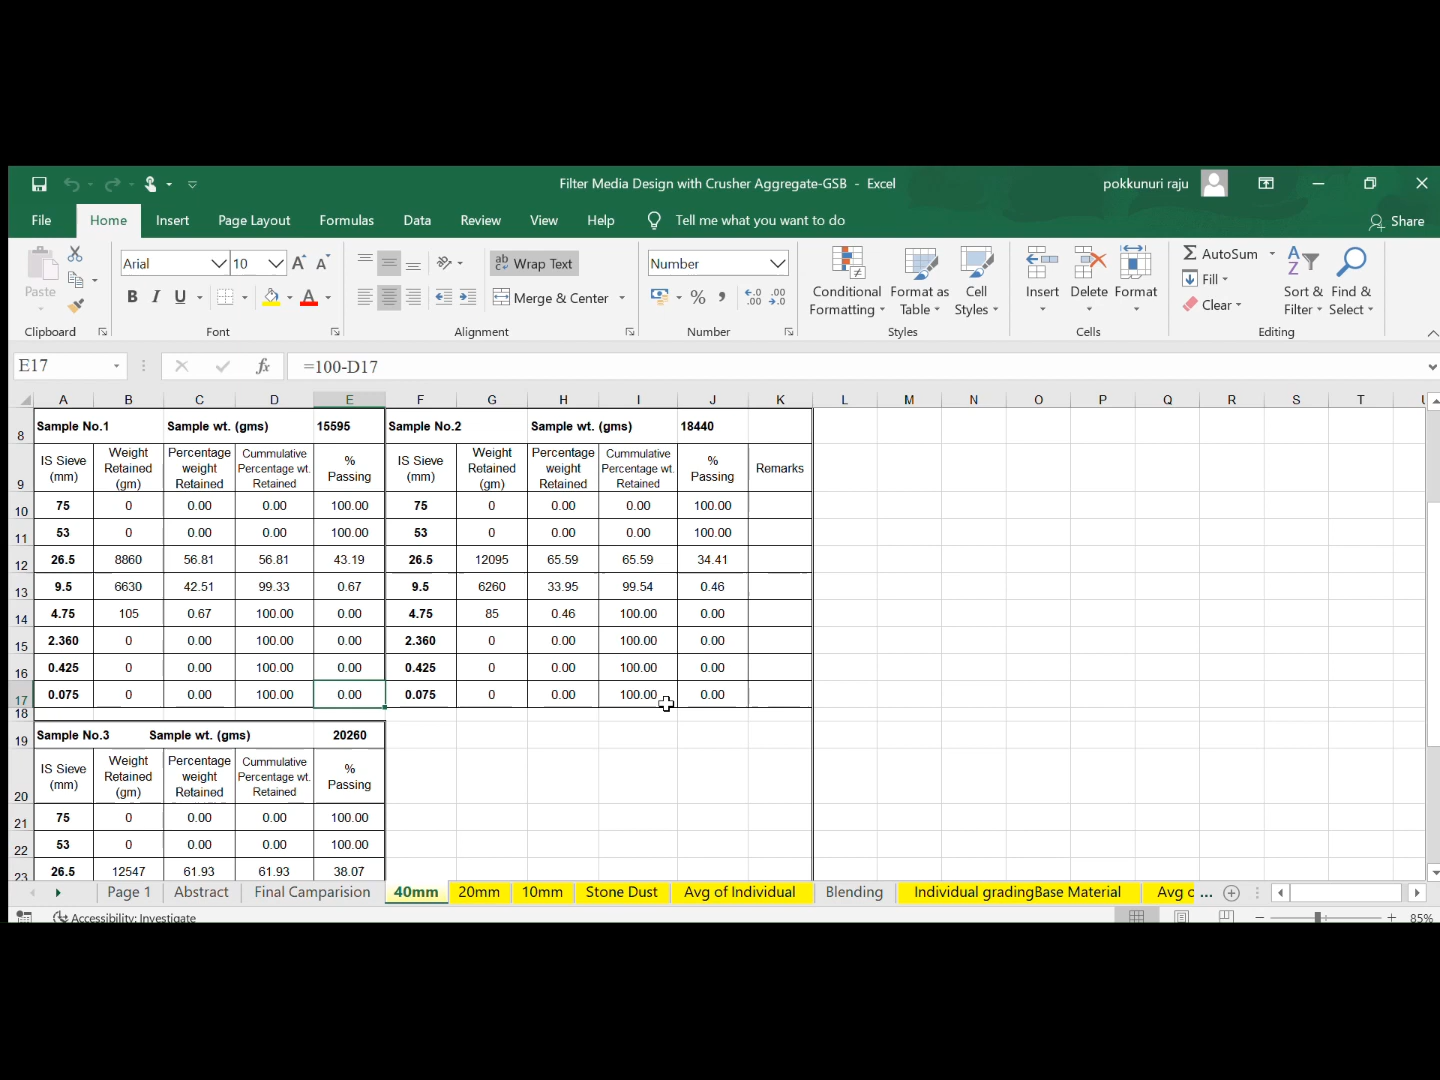 Filter Media Design with Crusher Aggregate-GSB - Excel
pokkunuri raju
File Home Insert Page Layout Formulas Data Review View Help Tell me what you want to do Share
Paste
Clipboard
Arial 10
B I U A
Font
ab Wrap Text
Merge & Center
Alignment
Number
% ,
Number
Conditional Formatting
Format as Table
Cell Styles
Styles
Insert Delete Format
Cells
AutoSum
Fill
Clear
Sort & Filter
Find & Select
Editing
E17 fx =100-D17
A B C D E F G H I J K L M N O P Q R S T
8 Sample No.1 Sample wt. (gms) 15595 Sample No.2 Sample wt. (gms) 18440
9 IS Sieve (mm) Weight Retained (gm) Percentage weight Retained Cummulative Percentage wt. Retained % Passing IS Sieve (mm) Weight Retained (gm) Percentage weight Retained Cummulative Percentage wt. Retained % Passing Remarks
10 75 0 0.00 0.00 100.00 75 0 0.00 0.00 100.00
11 53 0 0.00 0.00 100.00 53 0 0.00 0.00 100.00
12 26.5 8860 56.81 56.81 43.19 26.5 12095 65.59 65.59 34.41
13 9.5 6630 42.51 99.33 0.67 9.5 6260 33.95 99.54 0.46
14 4.75 105 0.67 100.00 0.00 4.75 85 0.46 100.00 0.00
15 2.360 0 0.00 100.00 0.00 2.360 0 0.00 100.00 0.00
16 0.425 0 0.00 100.00 0.00 0.425 0 0.00 100.00 0.00
17 0.075 0 0.00 100.00 0.00 0.075 0 0.00 100.00 0.00
18
19 Sample No.3 Sample wt. (gms) 20260
20 IS Sieve (mm) Weight Retained (gm) Percentage weight Retained Cummulative Percentage wt. Retained % Passing
21 75 0 0.00 0.00 100.00
22 53 0 0.00 0.00 100.00
23 26.5 12547 61.93 61.93 38.07
Page 1 Abstract Final Camparision 40mm 20mm 10mm Stone Dust Avg of Individual Blending Individual gradingBase Material Avg c ...
Accessibility: Investigate 85%